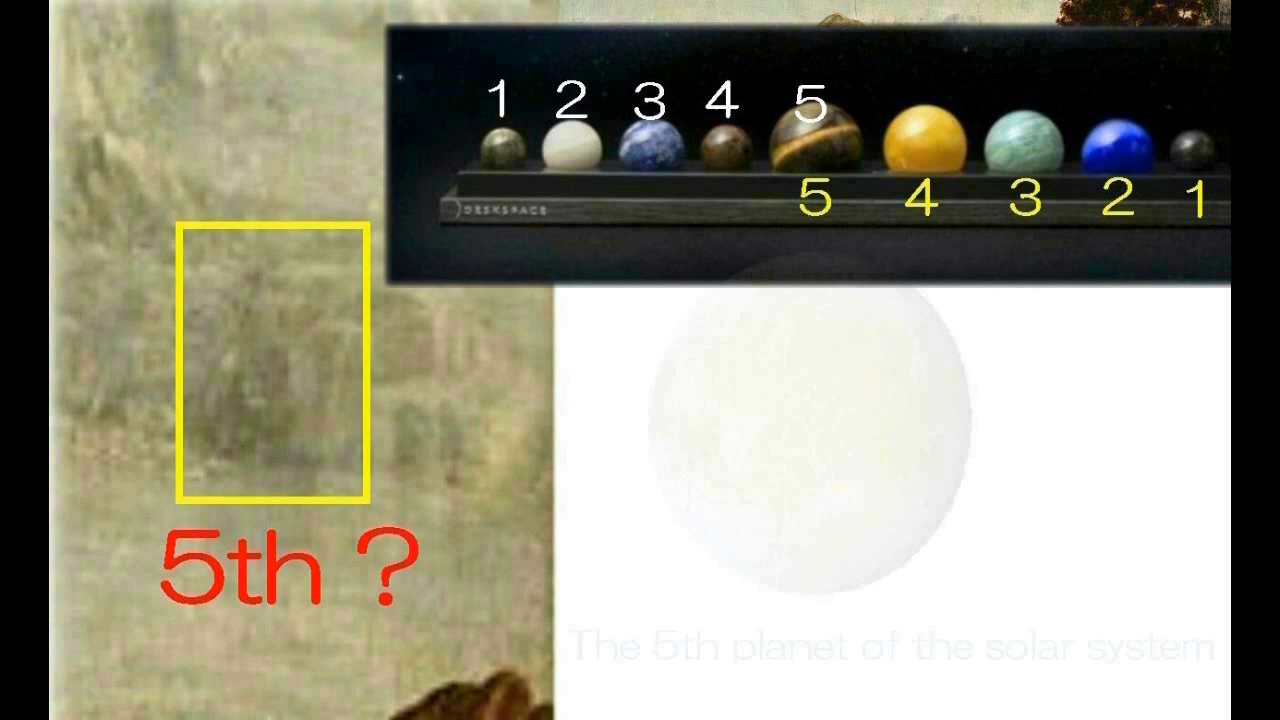 1 2 3 4 5
5 4 3 2 1
DESKSPACE
5th ?
The 5th planet of the solar system